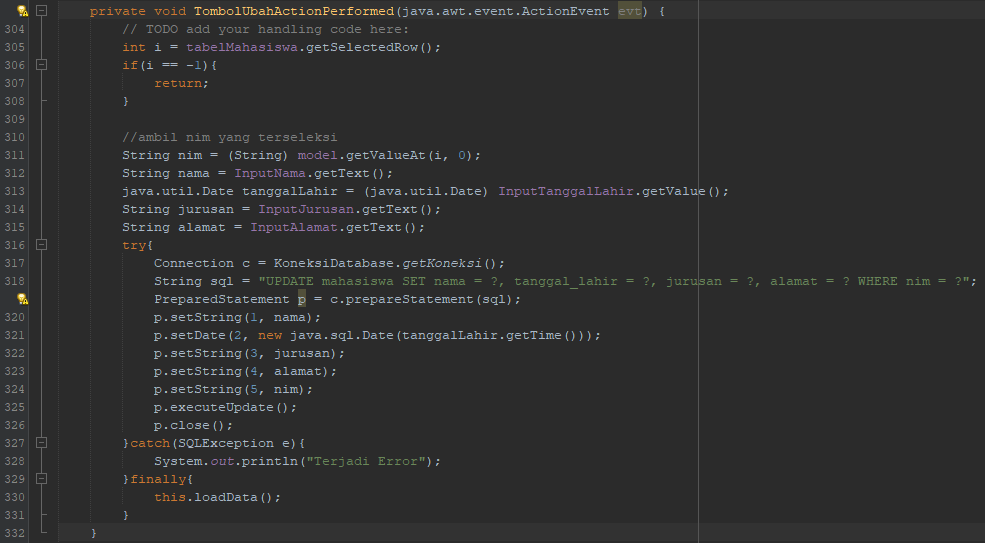 private void TombolUbahActionPerformed(java.awt.event.ActionEvent evt) {
304 // TODO add your handling code here:
305 int i = tabelMahasiswa.getSelectedRow();
306 if(i == -1){
307 return;
308 }
309
310 //ambil nim yang terseleksi
311 String nim = (String) model.getValueAt(i, 0);
312 String nama = InputNama.getText();
313 java.util.Date tanggalLahir = (java.util.Date) InputTanggalLahir.getValue();
314 String jurusan = InputJurusan.getText();
315 String alamat = InputAlamat.getText();
316 try{
317 Connection c = KoneksiDatabase.getKoneksi();
318 String sql = "UPDATE mahasiswa SET nama = ?, tanggal_lahir = ?, jurusan = ?, alamat = ? WHERE nim = ?";
PreparedStatement p = c.prepareStatement(sql);
320 p.setString(1, nama);
321 p.setDate(2, new java.sql.Date(tanggalLahir.getTime()));
322 p.setString(3, jurusan);
323 p.setString(4, alamat);
324 p.setString(5, nim);
325 p.executeUpdate();
326 p.close();
327 }catch(SQLException e){
328 System.out.println("Terjadi Error");
329 }finally{
330 this.loadData();
331 }
332 }